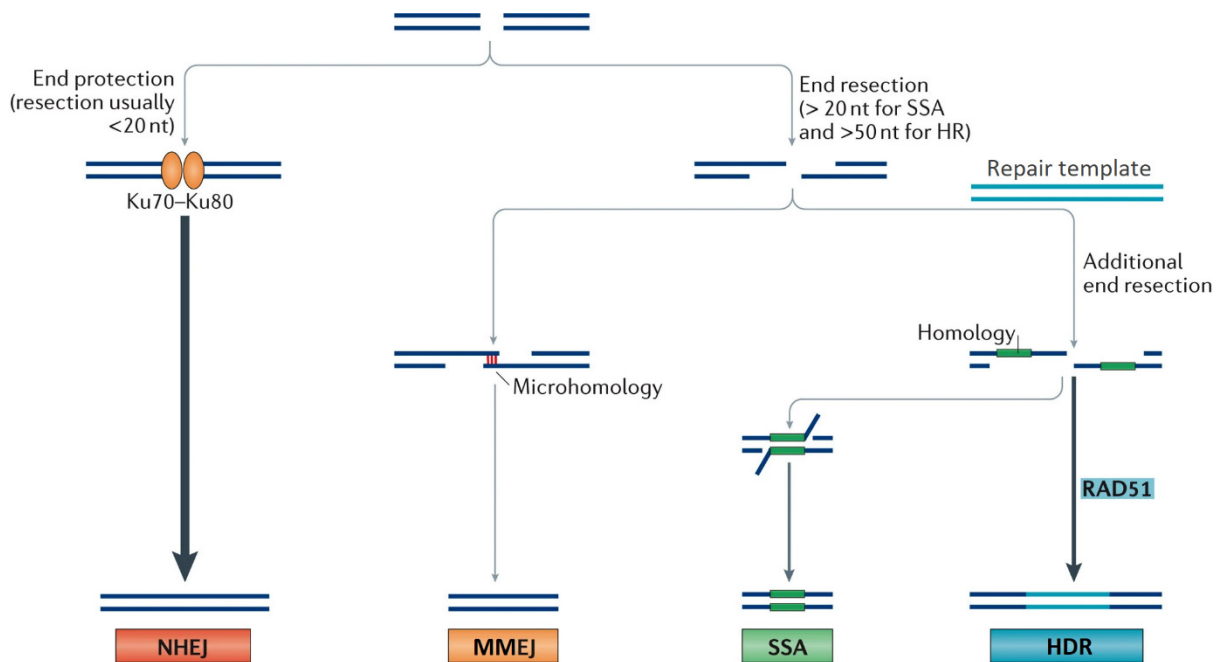 End protection
(resection usually
<20 nt)
End resection
(> 20 nt for SSA
and >50 nt for HR)
Ku70–Ku80
Repair template
Additional
end resection
Homology
Microhomology
RAD51
NHEJ
MMEJ
SSA
HDR